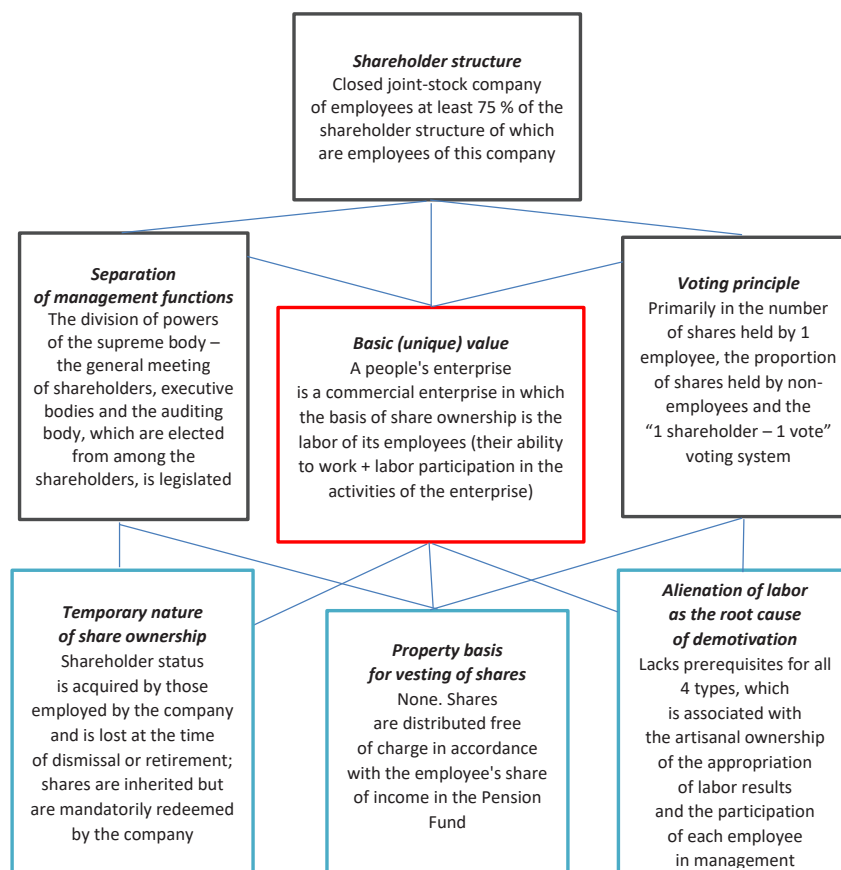 Shareholder structure
Closed joint-stock company
of employees at least 75 % of the
shareholder structure of which
are employees of this company
Separation
of management functions
The division of powers
of the supreme body –
the general meeting
of shareholders, executive
bodies and the auditing
body, which are elected
from among the
shareholders, is legislated
Basic (unique) value
A people's enterprise
is a commercial enterprise in which
the basis of share ownership is the
labor of its employees (their ability
to work + labor participation in the
activities of the enterprise)
Voting principle
Primarily in the number
of shares held by 1
employee, the proportion
of shares held by non-
employees and the
“1 shareholder – 1 vote”
voting system
Temporary nature
of share ownership
Shareholder status
is acquired by those
employed by the company
and is lost at the time
of dismissal or retirement;
shares are inherited but
are mandatorily redeemed
by the company
Property basis
for vesting of shares
None. Shares
are distributed free
of charge in accordance
with the employee's share
of income in the Pension
Fund
Alienation of labor
as the root cause
of demotivation
Lacks prerequisites for all
4 types, which
is associated with
the artisanal ownership
of the appropriation
of labor results
and the participation
of each employee
in management